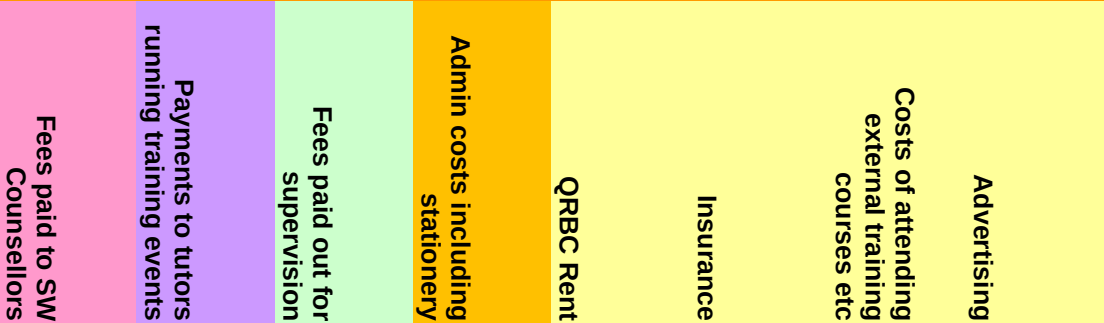 Fees paid to SW
Counsellors
Payments to tutors
running training events
Fees paid out for
supervision
Admin costs including
stationery
QRBC Rent
Insurance
Costs of attending
external training
courses etc
Advertising